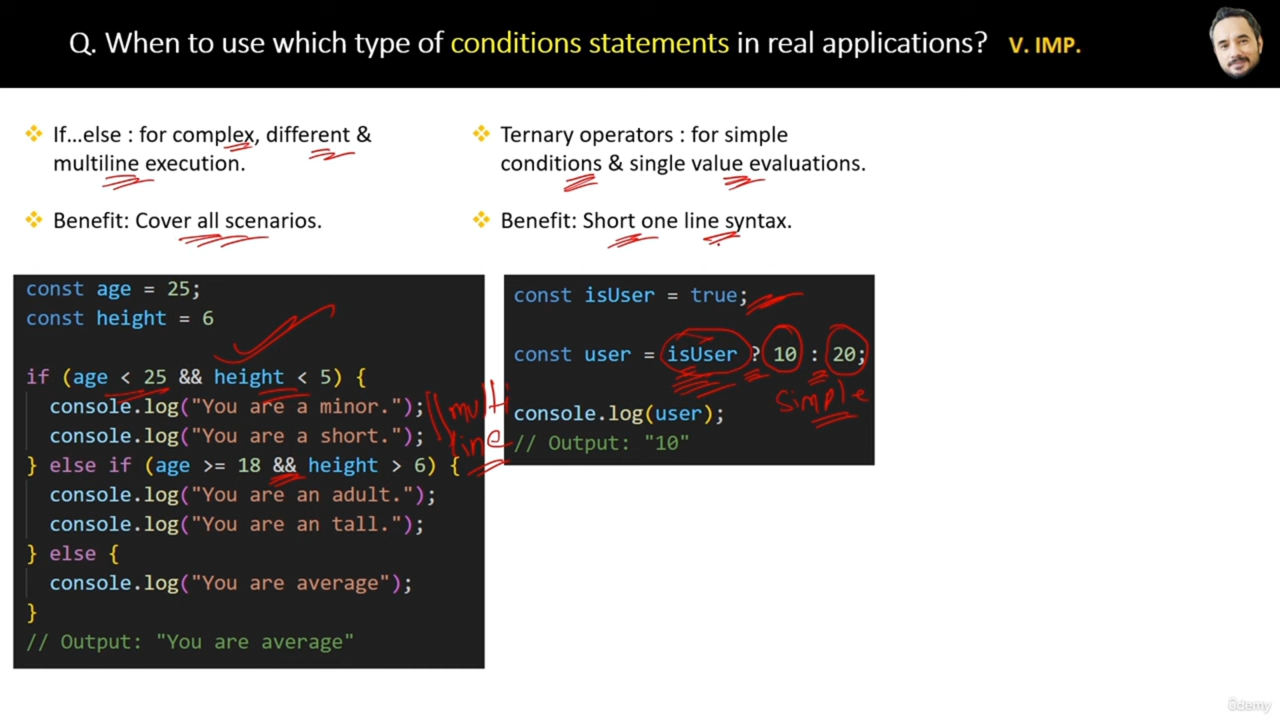 Q. When to use which type of conditions statements in real applications? V. IMP.
If...else : for complex, different &
multiline execution.
Benefit: Cover all scenarios.
const age = 25;
const height = 6
if (age < 25 && height < 5) {
console.log("You are a minor.");
console.log("You are a short.");
} else if (age >= 18 && height > 6) {
console.log("You are an adult.");
console.log("You are an tall.");
} else {
console.log("You are average");
}
// Output: "You are average"
multi
line
Ternary operators : for simple
conditions & single value evaluations.
Benefit: Short one line syntax.
const isUser = true;
const user = isUser ? 10 : 20;
simple
console.log(user);
// Output: "10"
ûdemy